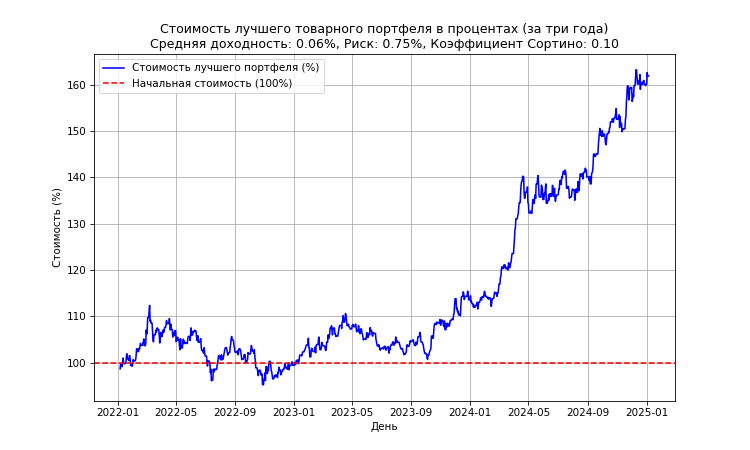 Стоимость лучшего товарного портфеля в процентах (за три года)
Средняя доходность: 0.06%, Риск: 0.75%, Коэффициент Сортино: 0.10
Стоимость лучшего портфеля (%)
Начальная стоимость (100%)
Стоимость (%)
160
150
140
130
120
110
100
2022-01 2022-05 2022-09 2023-01 2023-05 2023-09 2024-01 2024-05 2024-09 2025-01
День